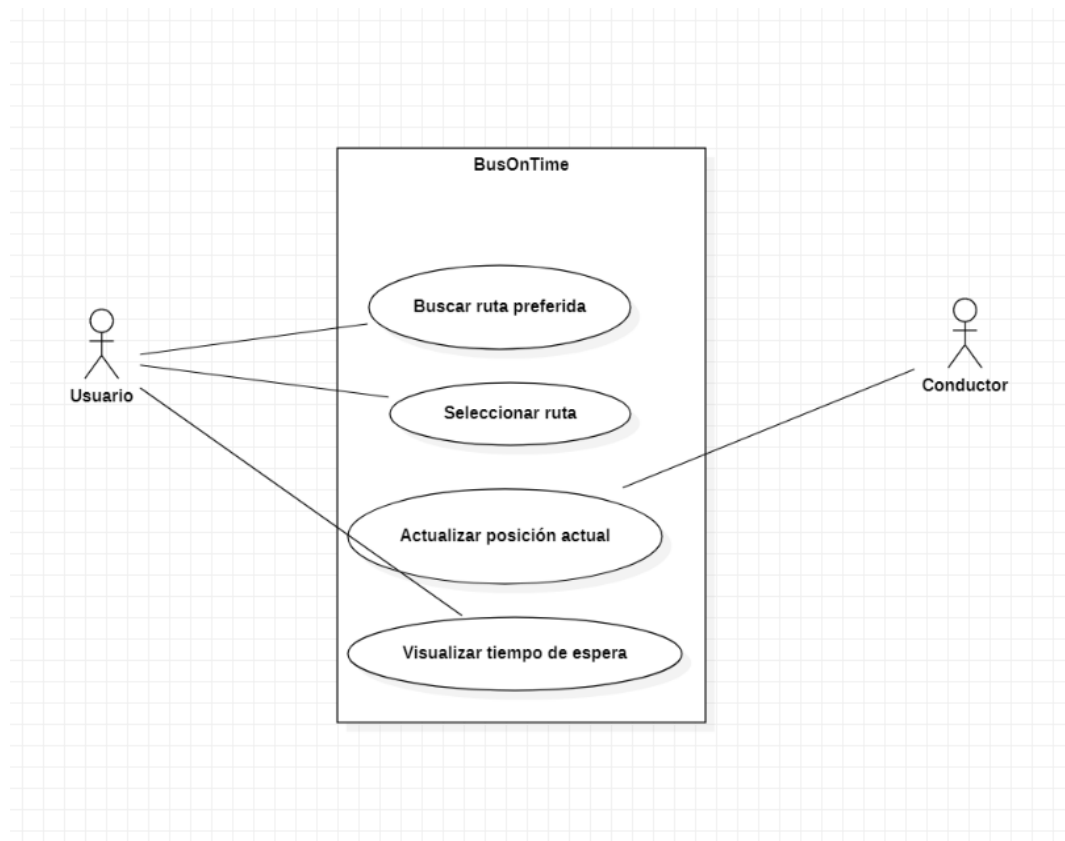 BusOnTime
Buscar ruta preferida
Usuario
Conductor
Seleccionar ruta
Actualizar posición actual
Visualizar tiempo de espera